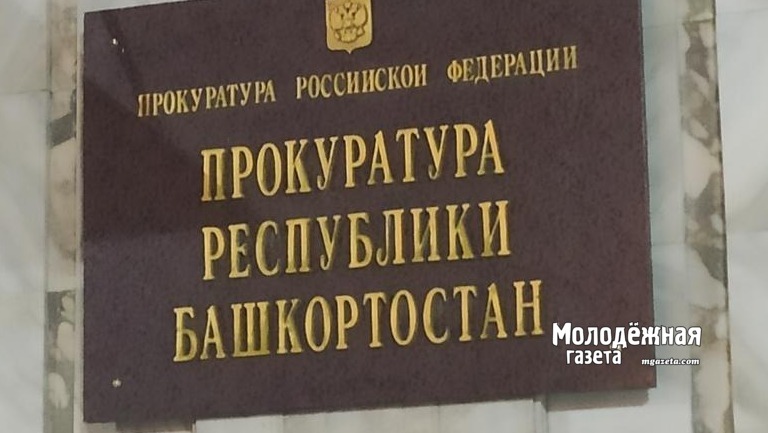 ПРОКУРАТУРА РОССИЙСКОЙ ФЕДЕРАЦИИ
ПРОКУРАТУРА
РЕСПУБЛИКИ
БАШКОРТОСТАН
МОЛОДЁЖНАЯ
газета
mgazeta.com